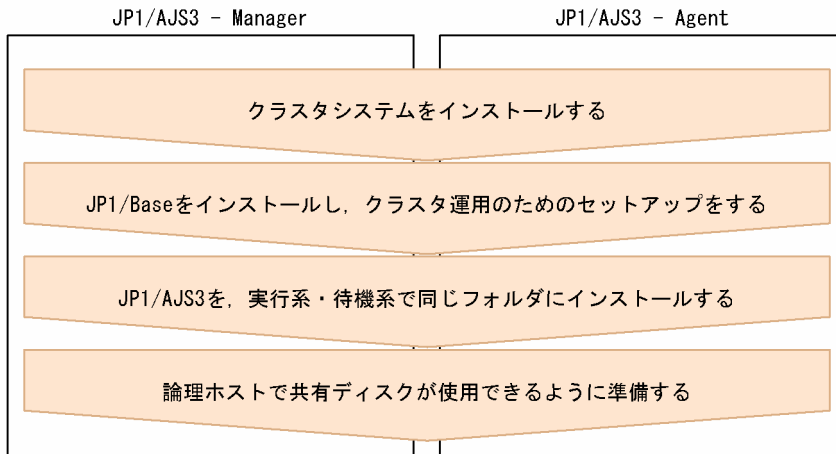 JP1/AJS3 - Manager
JP1/AJS3 - Agent
クラスタシステムをインストールする
JP1/Baseをインストールし，クラスタ運用のためのセットアップをする
JP1/AJS3を，実行系・待機系で同じフォルダにインストールする
論理ホストで共有ディスクが使用できるように準備する